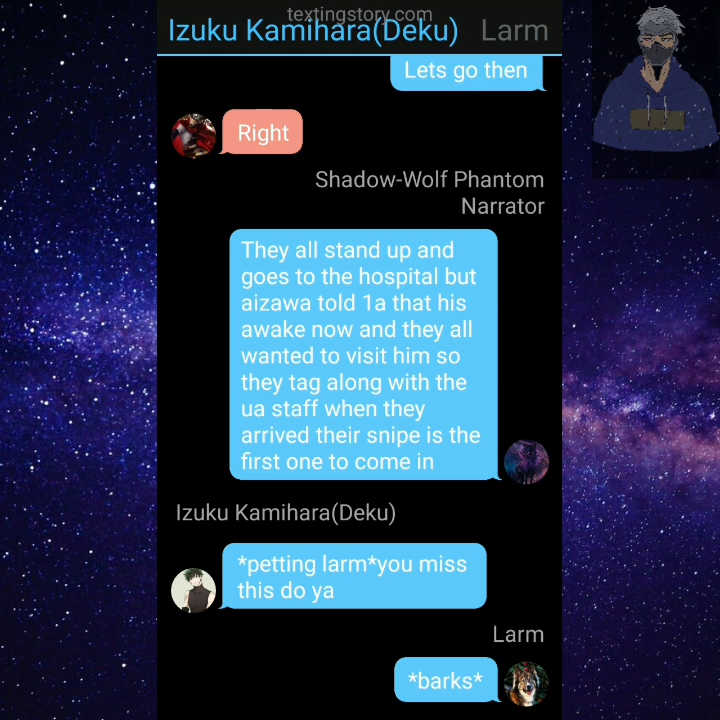 textingstory.com
Izuku Kamihara(Deku) Larm
Lets go then
Right
Shadow-Wolf Phantom
Narrator
They all stand up and
goes to the hospital but
aizawa told 1a that his
awake now and they all
wanted to visit him so
they tag along with the
ua staff when they
arrived their snipe is the
first one to come in
Izuku Kamihara(Deku)
*petting larm*you miss
this do ya
Larm
*barks*